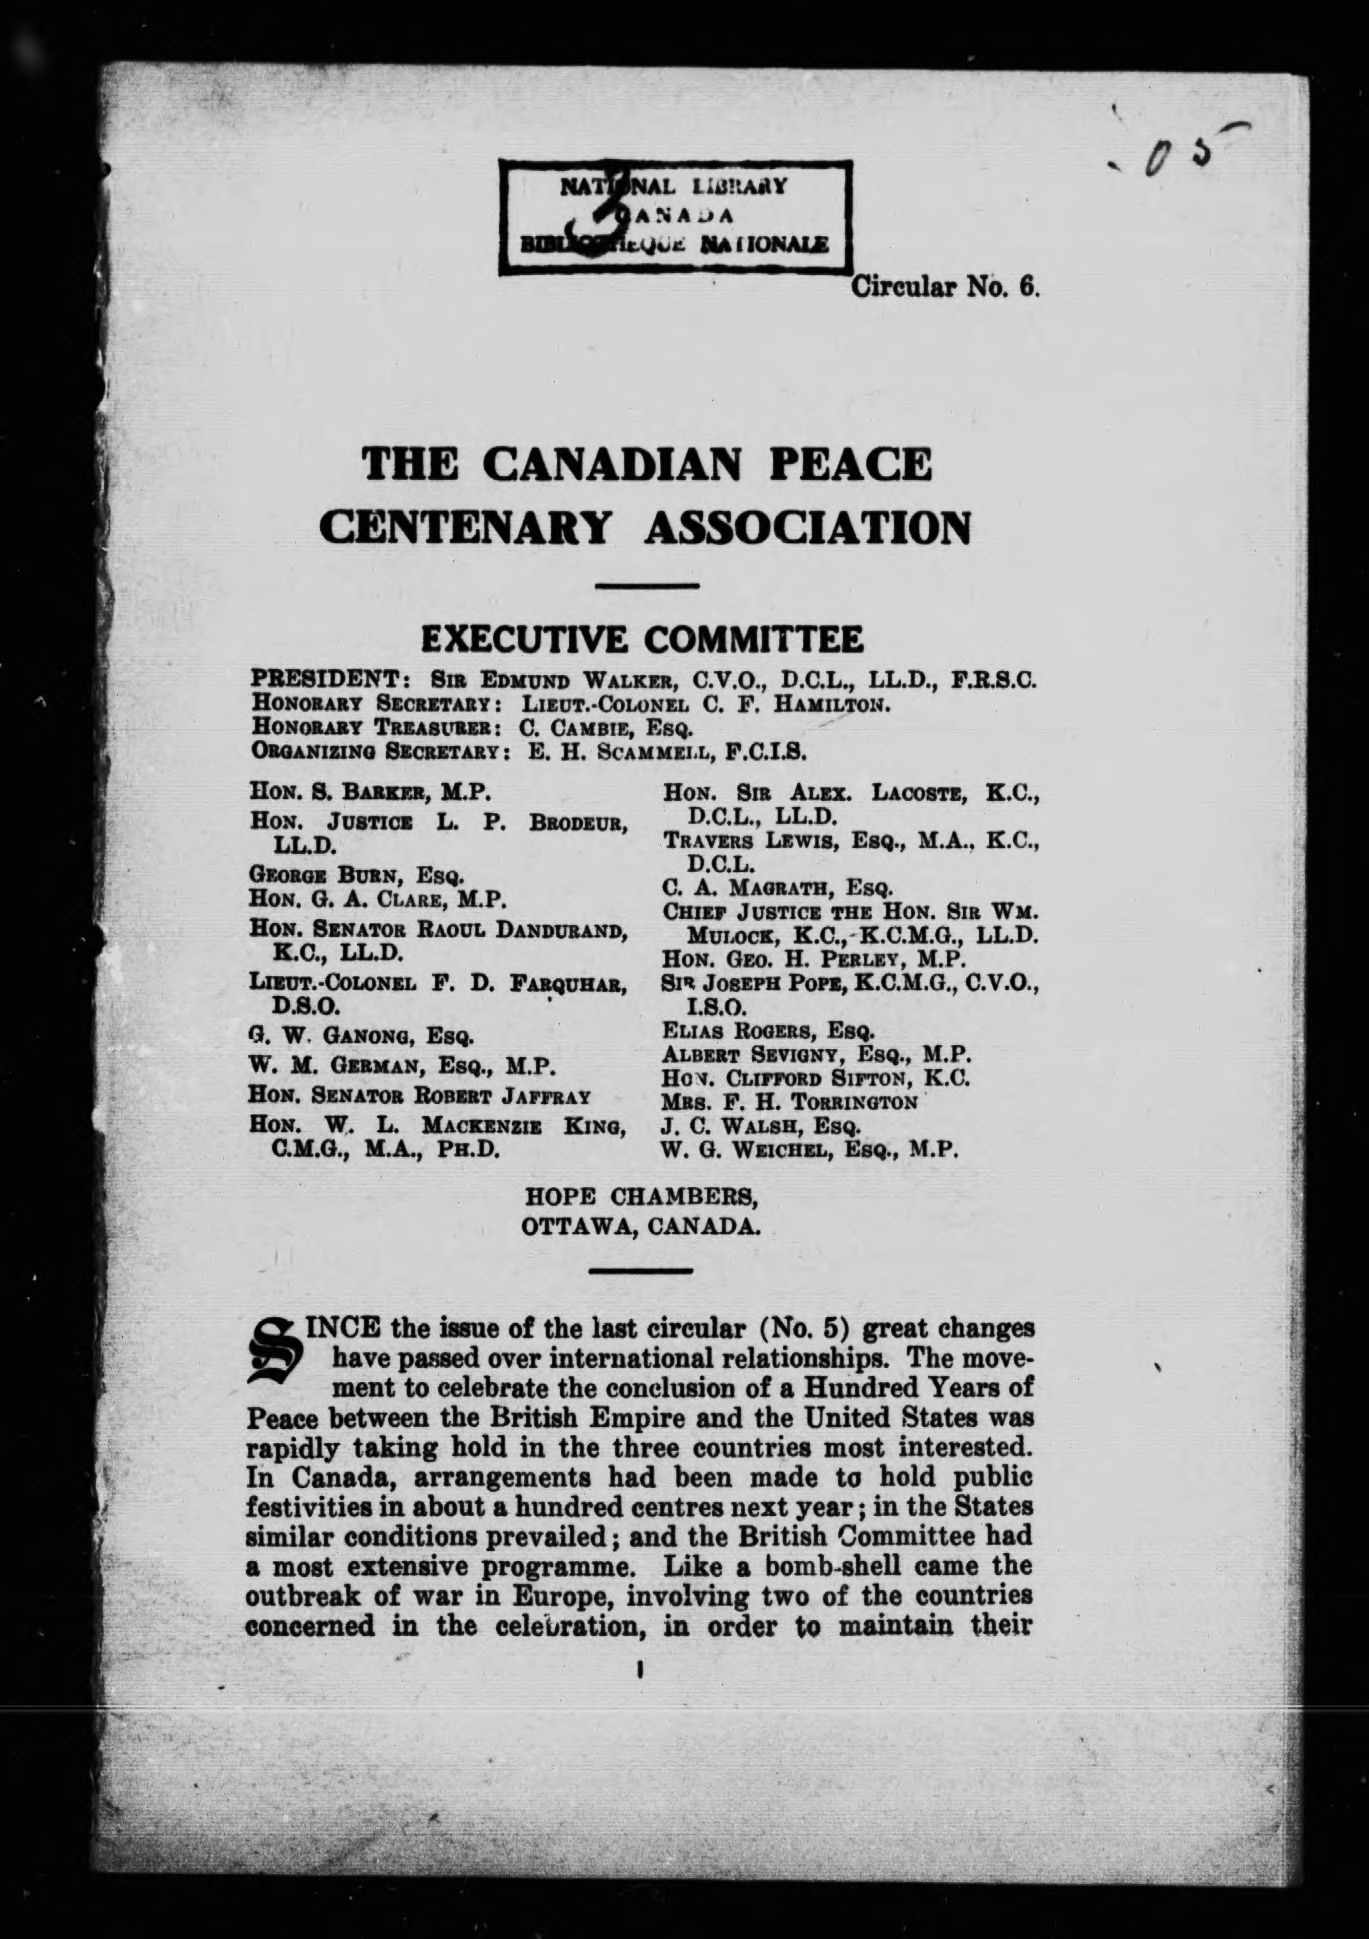 05
NATIONAL LIBRARY
CANADA
BIBLIOTHEQUE NATIONALE
3
Circular No. 6.
THE CANADIAN PEACE
CENTENARY ASSOCIATION
EXECUTIVE COMMITTEE
PRESIDENT: SIR EDMUND WALKER, C.V.O., D.C.L., LL.D., F.R.S.C.
HONORARY SECRETARY: LIEUT.-COLONEL C. F. HAMILTON.
HONORARY TREASURER: C. CAMBIE, ESQ.
ORGANIZING SECRETARY: E. H. SCAMMELL, F.C.I.S.
HON. S. BARKER, M.P.
HON. JUSTICE L. P. BRODEUR,
LL.D.
GEORGE BURN, ESQ.
HON. G. A. CLARE, M.P.
HON. SENATOR RAOUL DANDURAND,
K.C., LL.D.
LIEUT.-COLONEL F. D. FARQUHAR,
D.S.O.
G. W. GANONG, ESQ.
W. M. GERMAN, ESQ., M.P.
HON. SENATOR ROBERT JAFFRAY
HON. W. L. MACKENZIE KING,
C.M.G., M.A., PH.D.
HON. SIR ALEX. LACOSTE, K.C.,
D.C.L., LL.D.
TRAVERS LEWIS, ESQ., M.A., K.C.,
D.C.L.
C. A. MAGRATH, ESQ.
CHIEF JUSTICE THE HON. SIR WM.
MULOCK, K.C., K.C.M.G., LL.D.
HON. GEO. H. PERLEY, M.P.
SIR JOSEPH POPE, K.C.M.G., C.V.O.,
I.S.O.
ELIAS ROGERS, ESQ.
ALBERT SEVIGNY, ESQ., M.P.
HON. CLIFFORD SIFTON, K.C.
MRS. F. H. TORRINGTON
J. C. WALSH, ESQ.
W. G. WEICHEL, ESQ., M.P.
HOPE CHAMBERS,
OTTAWA, CANADA.
SINCE the issue of the last circular (No. 5) great changes
have passed over international relationships. The move-
ment to celebrate the conclusion of a Hundred Years of
Peace between the British Empire and the United States was
rapidly taking hold in the three countries most interested.
In Canada, arrangements had been made to hold public
festivities in about a hundred centres next year; in the States
similar conditions prevailed; and the British Committee had
a most extensive programme. Like a bomb-shell came the
outbreak of war in Europe, involving two of the countries
concerned in the celebration, in order to maintain their
1